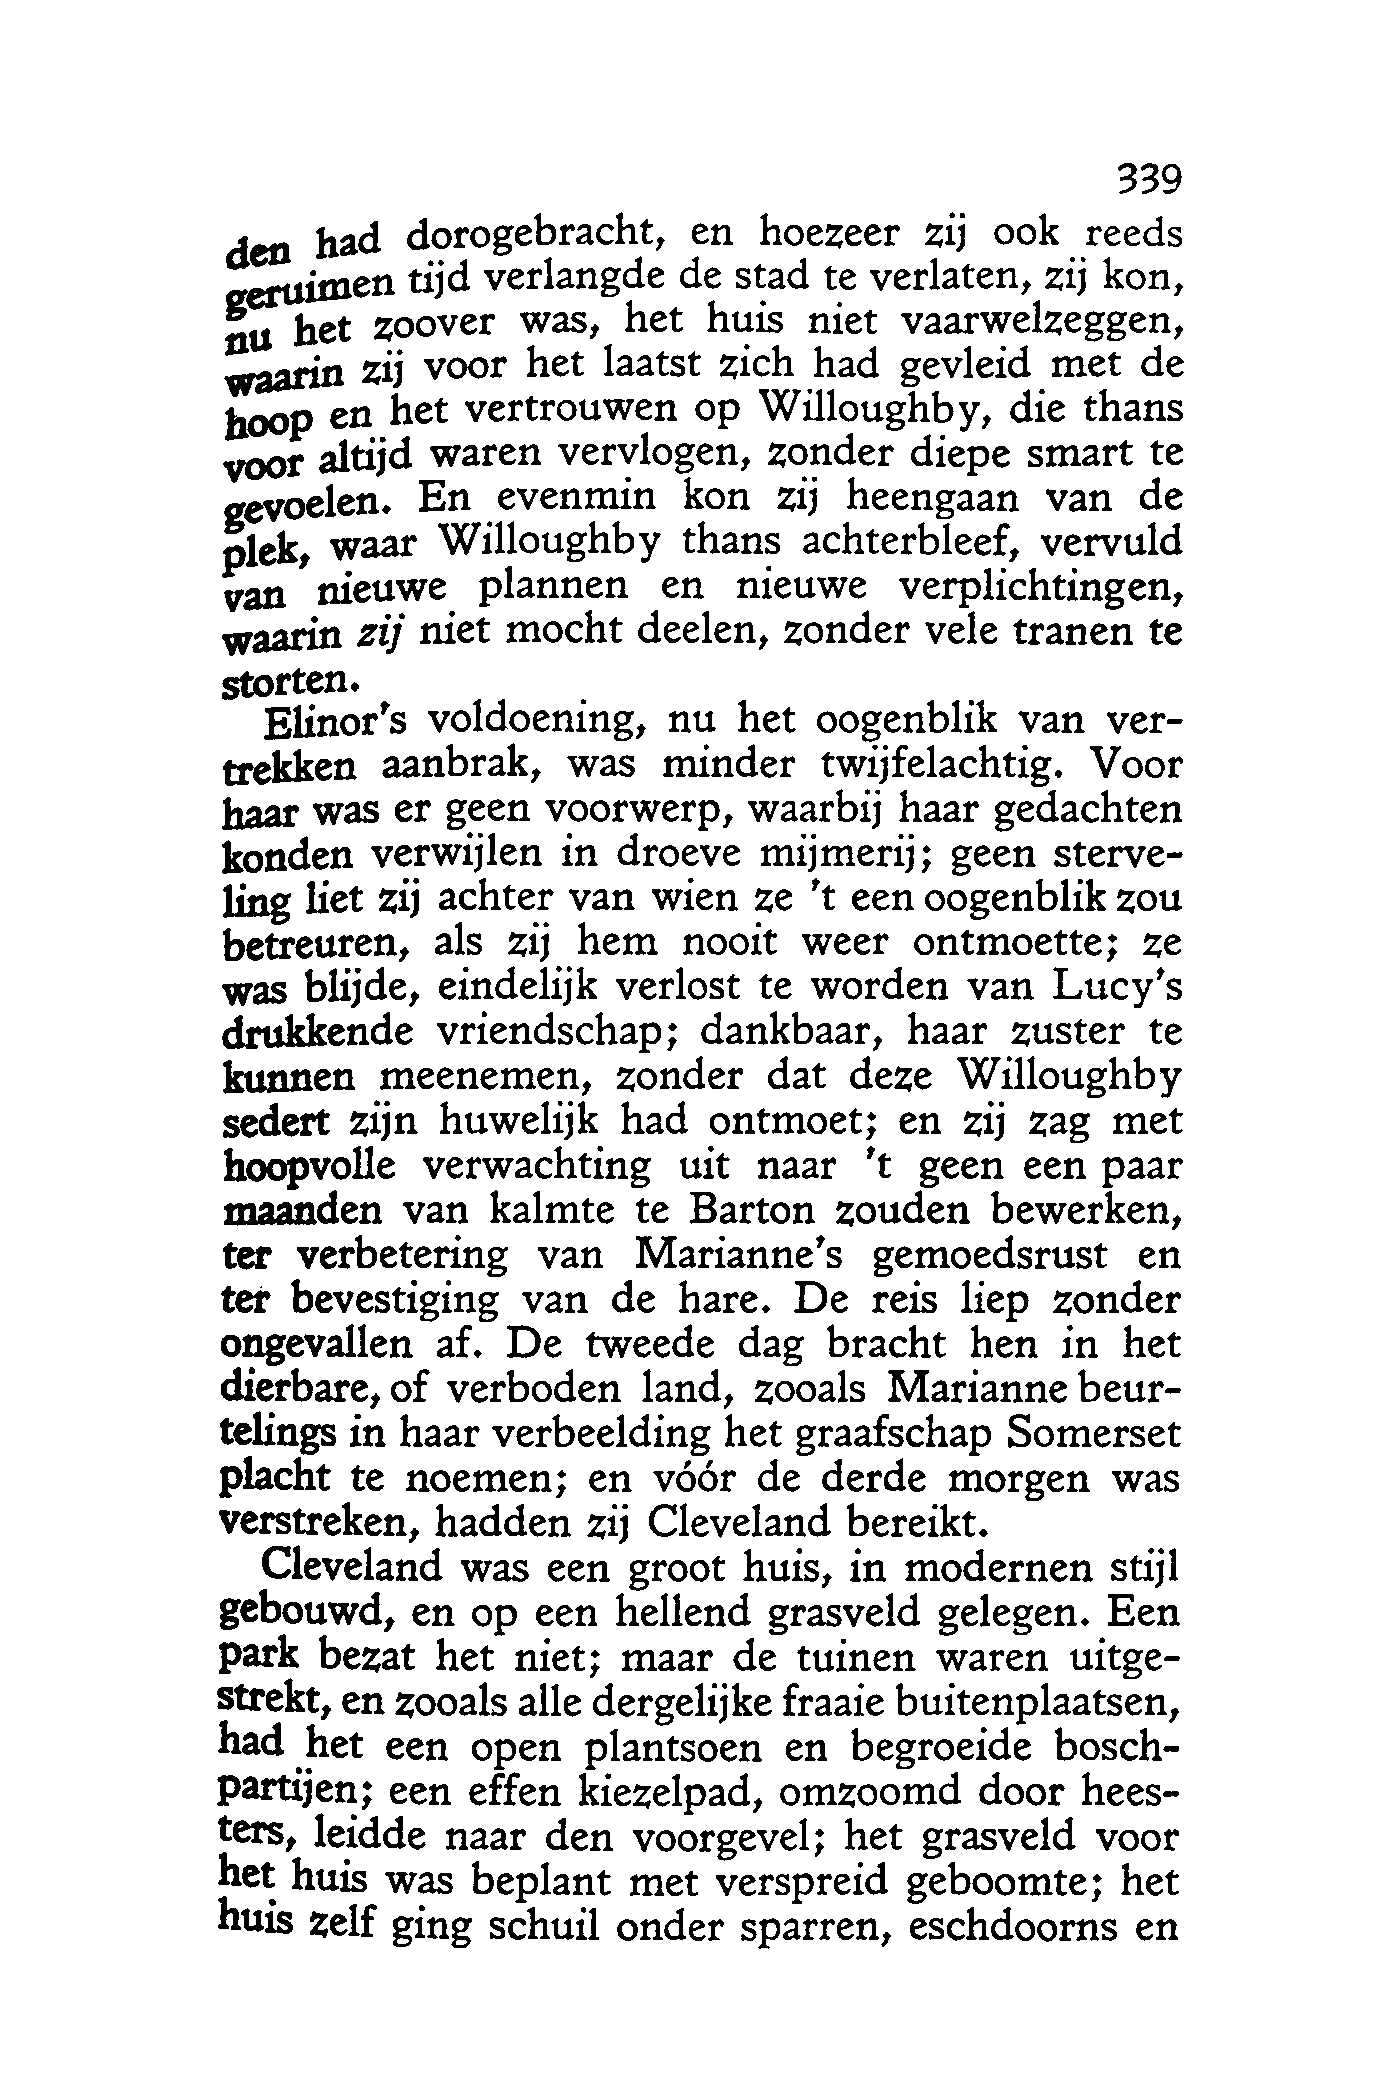 339
den had dorogebracht, en hoezeer zij ook reeds
geruimen tijd verlangde de stad te verlaten, zij kon,
nu het zoover was, het huis niet vaarwelzeggen,
waarin zij voor het laatst zich had gevleid met de
hoop en het vertrouwen op Willoughby, die thans
voor altijd waren vervlogen, zonder diepe smart te
gevoelen. En evenmin kon zij heengaan van de
plek, waar Willoughby thans achterbleef, vervuld
van nieuwe plannen en nieuwe verplichtingen,
waarin zij niet mocht deelen, zonder vele tranen te
storten.
Elinor's voldoening, nu het oogenblik van ver-
trekken aanbrak, was minder twijfelachtig. Voor
haar was er geen voorwerp, waarbij haar gedachten
konden verwijlen in droeve mijmerij; geen sterve-
ling liet zij achter van wien ze 't een oogenblik zou
betreuren, als zij hem nooit weer ontmoette; ze
was blijde, eindelijk verlost te worden van Lucy's
drukkende vriendschap; dankbaar, haar zuster te
kunnen meenemen, zonder dat deze Willoughby
sedert zijn huwelijk had ontmoet; en zij zag met
hoopvolle verwachting uit naar 't geen een paar
maanden van kalmte te Barton zouden bewerken,
ter verbetering van Marianne's gemoedsrust en
ter bevestiging van de hare. De reis liep zonder
ongevallen af. De tweede dag bracht hen in het
dierbare, of verboden land, zooals Marianne beur-
telings in haar verbeelding het graafschap Somerset
placht te noemen; en vóór de derde morgen was
verstreken, hadden zij Cleveland bereikt.
Cleveland was een groot huis, in modernen stijl
gebouwd, en op een hellend grasveld gelegen. Een
park bezat het niet; maar de tuinen waren uitge-
strekt, en zooals alle dergelijke fraaie buitenplaatsen,
had het een open plantsoen en begroeide bosch-
partijen; een effen kiezelpad, omzoomd door hees-
ters, leidde naar den voorgevel; het grasveld voor
het huis was beplant met verspreid geboomte; het
huis zelf ging schuil onder sparren, eschdoorns en